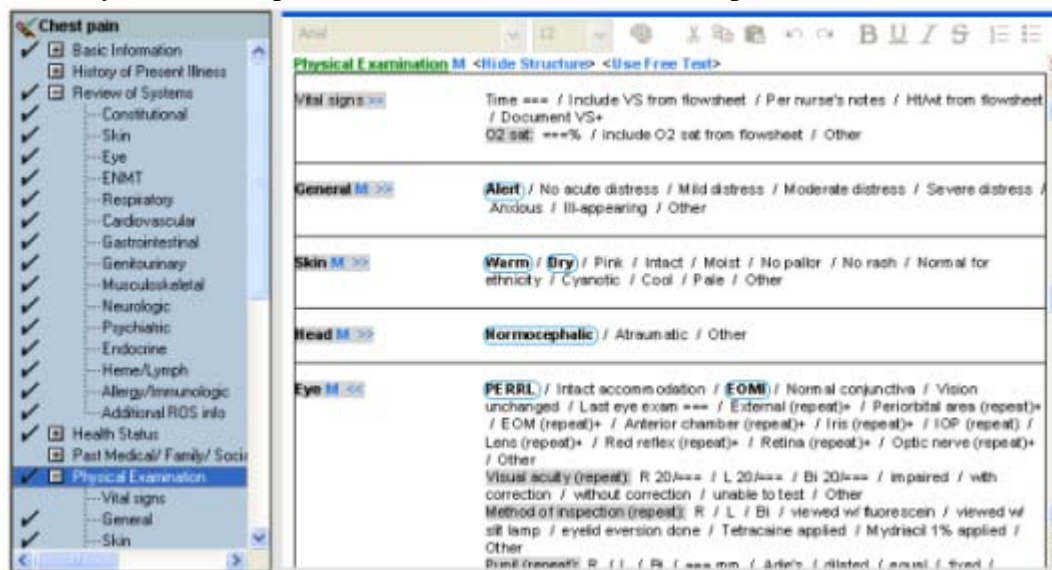 Chest pain
Basic Information
History of Present Illness
Review of Systems
Constitutional
Skin
Eye
ENMT
Respiratory
Cardiovascular
Gastrointestinal
Genitourinary
Musculoskeletal
Neurologic
Psychiatric
Endocrine
Heme/Lymph
Allergy/Immunologic
Additional ROS info
Health Status
Past Medical/ Family/ Socia
Physical Examination
Vital signs
General
Skin
Arial 12 B U I S
Physical Examination M <Hide Structure> <Use Free Text>
Vital signs >> Time === / Include VS from flowsheet / Per nurse's notes / Ht/wt from flowsheet
/ Document VS+
O2 sat: ===% / include O2 sat from flowsheet / Other
General M >> Alert / No acute distress / Mild distress / Moderate distress / Severe distress /
Anxious / Ill-appearing / Other
Skin M >> Warm / Dry / Pink / Intact / Moist / No pallor / No rash / Normal for
ethnicity / Cyanotic / Cool / Pale / Other
Head M >> Normocephalic / Atraumatic / Other
Eye M << PERRL / Intact accommodation / EOMI / Normal conjunctiva / Vision
unchanged / Last eye exam === / External (repeat)+ / Periorbital area (repeat)+
/ EOM (repeat)+ / Anterior chamber (repeat)+ / Iris (repeat)+ / IOP (repeat) /
Lens (repeat)+ / Red reflex (repeat)+ / Retina (repeat)+ / Optic nerve (repeat)+
/ Other
Visual acuity (repeat): R 20/=== / L 20/=== / Bi 20/=== / impaired / with
correction / without correction / unable to test / Other
Method of inspection (repeat): R / L / Bi / viewed w/ fluorescein / viewed w/
slit lamp / eyelid eversion done / Tetracaine applied / Mydriacil 1% applied /
Other
Pupil (repeat): R / L / Bi / === mm / Adie's / dilated / equal / fixed /